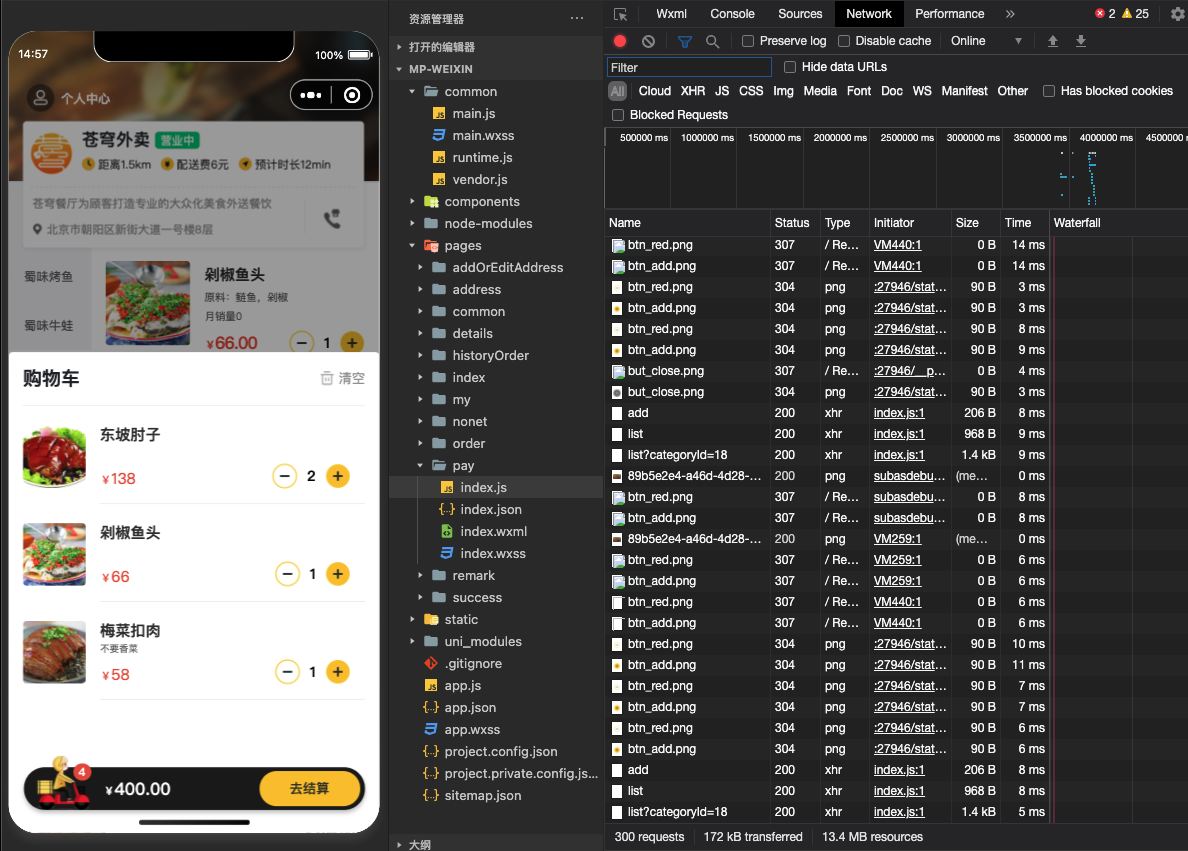 14:57
100%
个人中心
苍穹外卖 营业中
距离1.5km 配送费6元 预计时长12min
苍穹餐厅为顾客打造专业的大众化美食外送餐饮
北京市朝阳区新街大道一号楼8层
蜀味烤鱼
蜀味牛蛙
剁椒鱼头
原料：鲢鱼，剁椒
月销量0
¥66.00 1
购物车 清空
东坡肘子
¥138 2
剁椒鱼头
¥66 1
梅菜扣肉
不要香菜
¥58 1
4
¥400.00 去结算
资源管理器 ...
打开的编辑器
MP-WEIXIN
common
main.js
main.wxss
runtime.js
vendor.js
components
node-modules
pages
addOrEditAddress
address
common
details
historyOrder
index
my
nonet
order
pay
index.js
index.json
index.wxml
index.wxss
remark
success
static
uni_modules
.gitignore
app.js
app.json
app.wxss
project.config.json
project.private.config.js...
sitemap.json
大纲
Wxml Console Sources Network Performance » 2 25
Preserve log Disable cache Online
Filter Hide data URLs
All Cloud XHR JS CSS Img Media Font Doc WS Manifest Other Has blocked cookies
Blocked Requests
500000 ms 1000000 ms 1500000 ms 2000000 ms 2500000 ms 3000000 ms 3500000 ms 4000000 ms 4500000
Name Status Type Initiator Size Time Waterfall
btn_red.png 307 / Re... VM440:1 0 B 14 ms
btn_add.png 307 / Re... VM440:1 0 B 14 ms
btn_red.png 304 png :27946/stat... 90 B 3 ms
btn_add.png 304 png :27946/stat... 90 B 3 ms
btn_red.png 304 png :27946/stat... 90 B 9 ms
btn_add.png 304 png :27946/stat... 90 B 9 ms
but_close.png 307 / Re... :27946/__p... 0 B 4 ms
but_close.png 304 png :27946/stat... 90 B 3 ms
add 200 xhr index.js:1 206 B 8 ms
list 200 xhr index.js:1 968 B 9 ms
list?categoryId=18 200 xhr index.js:1 1.4 kB 9 ms
89b5e2e4-a46d-4d28-... 200 png subasdebu... (me... 0 ms
btn_red.png 307 / Re... subasdebu... 0 B 8 ms
btn_add.png 307 / Re... subasdebu... 0 B 8 ms
89b5e2e4-a46d-4d28-... 200 png VM259:1 (me... 0 ms
btn_red.png 307 / Re... VM259:1 0 B 8 ms
btn_add.png 307 / Re... VM259:1 0 B 8 ms
btn_red.png 307 / Re... VM440:1 0 B 6 ms
btn_add.png 307 / Re... VM440:1 0 B 6 ms
btn_red.png 304 png :27946/stat... 90 B 10 ms
btn_add.png 304 png :27946/stat... 90 B 11 ms
btn_red.png 304 png :27946/stat... 90 B 7 ms
btn_add.png 304 png :27946/stat... 90 B 7 ms
btn_red.png 304 png :27946/stat... 90 B 6 ms
btn_add.png 304 png :27946/stat... 90 B 6 ms
add 200 xhr index.js:1 206 B 8 ms
list 200 xhr index.js:1 968 B 8 ms
list?categoryId=18 200 xhr index.js:1 1.4 kB 5 ms
300 requests 172 kB transferred 13.4 MB resources